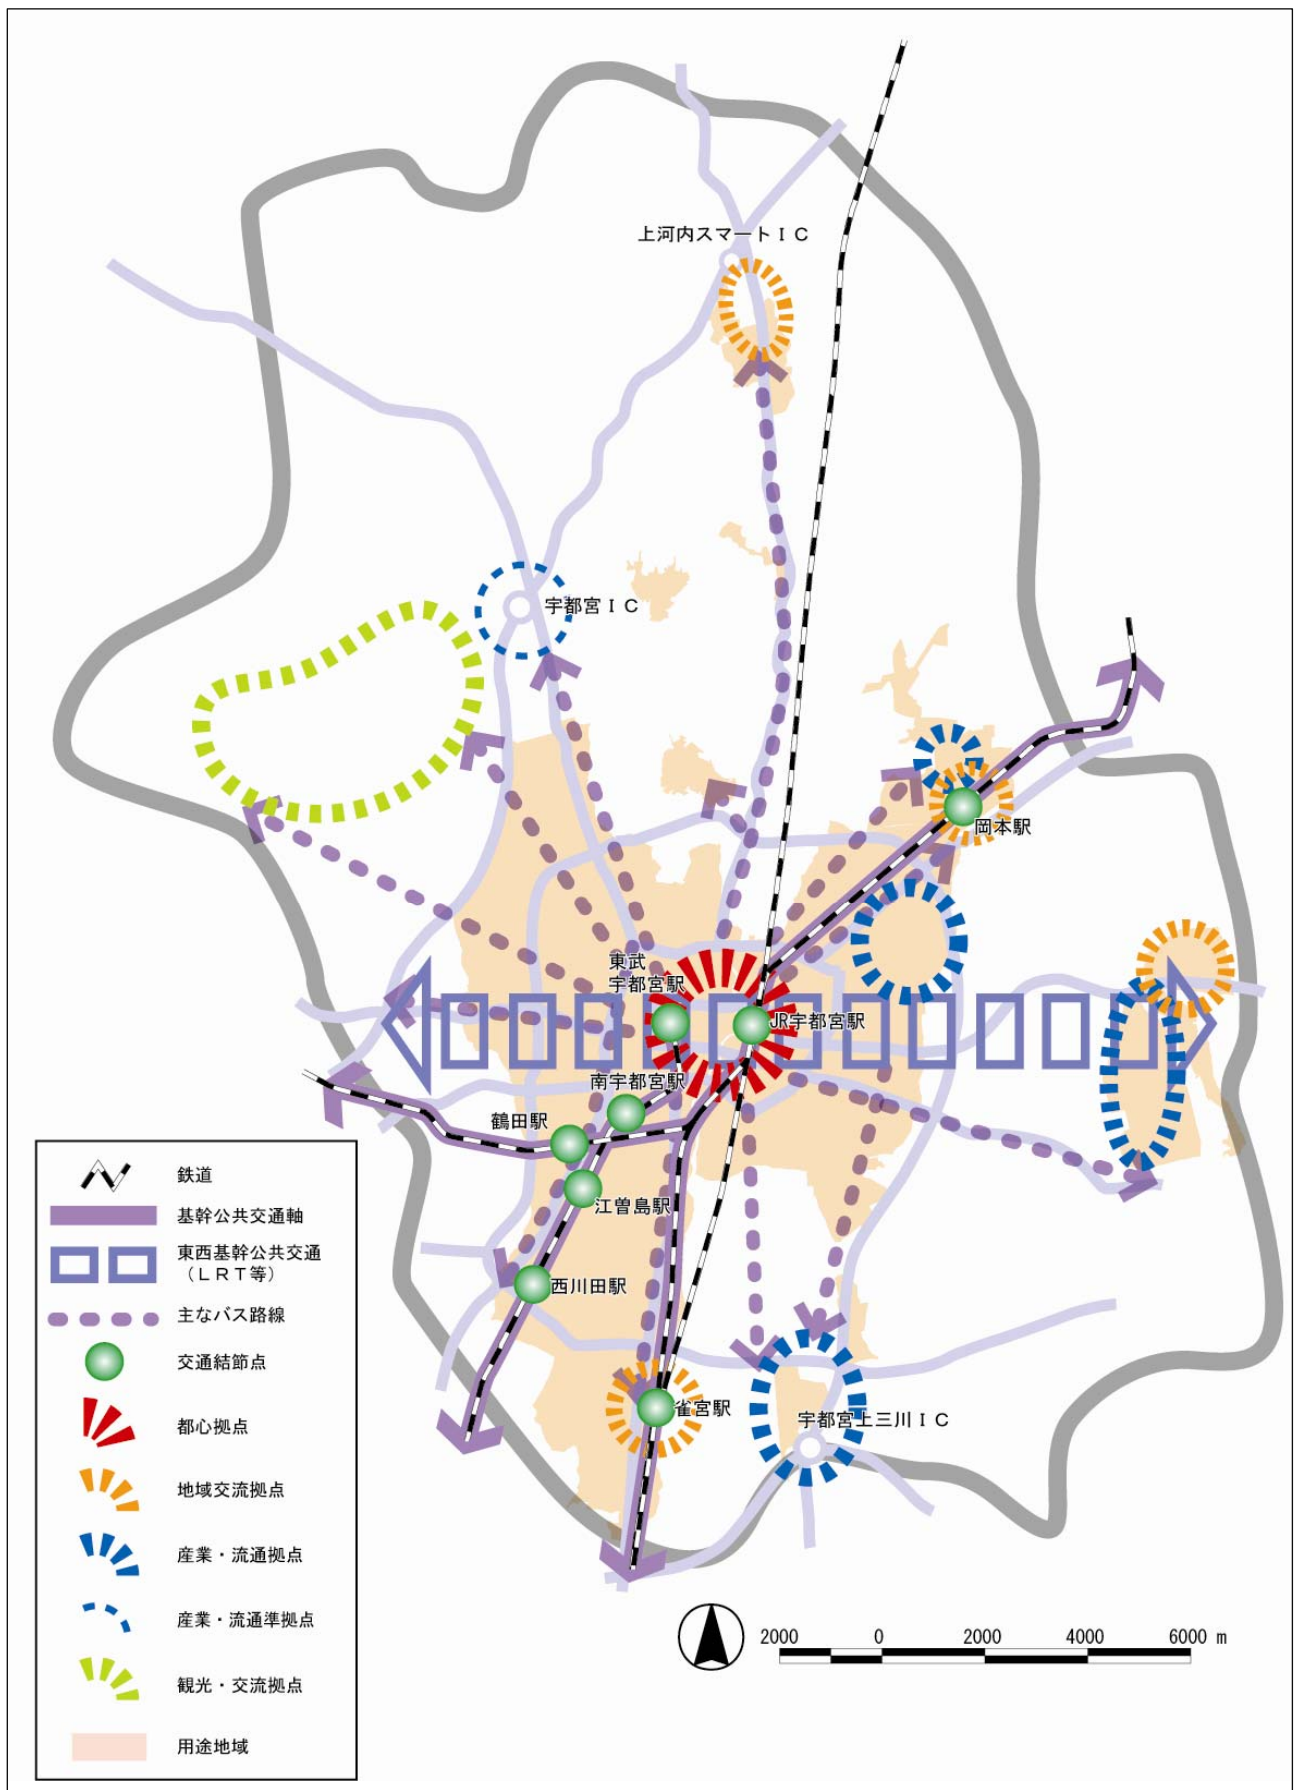 上河内スマートＩＣ
宇都宮ＩＣ
岡本駅
東武
宇都宮駅
JR宇都宮駅
南宇都宮駅
鶴田駅
江曽島駅
西川田駅
雀宮駅
宇都宮上三川ＩＣ
鉄道
基幹公共交通軸
東西基幹公共交通
（ＬＲＴ等）
主なバス路線
交通結節点
都心拠点
地域交流拠点
産業・流通拠点
産業・流通準拠点
観光・交流拠点
用途地域
2000 0 2000 4000 6000 m